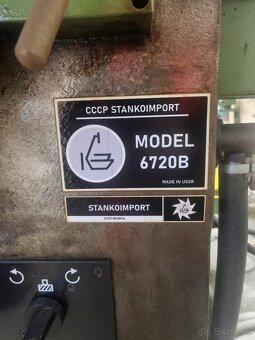 CCCP STANKOIMPORT
MODEL
6720B
MADE IN USSR
STANKOIMPORT
CCCP MOSKVA